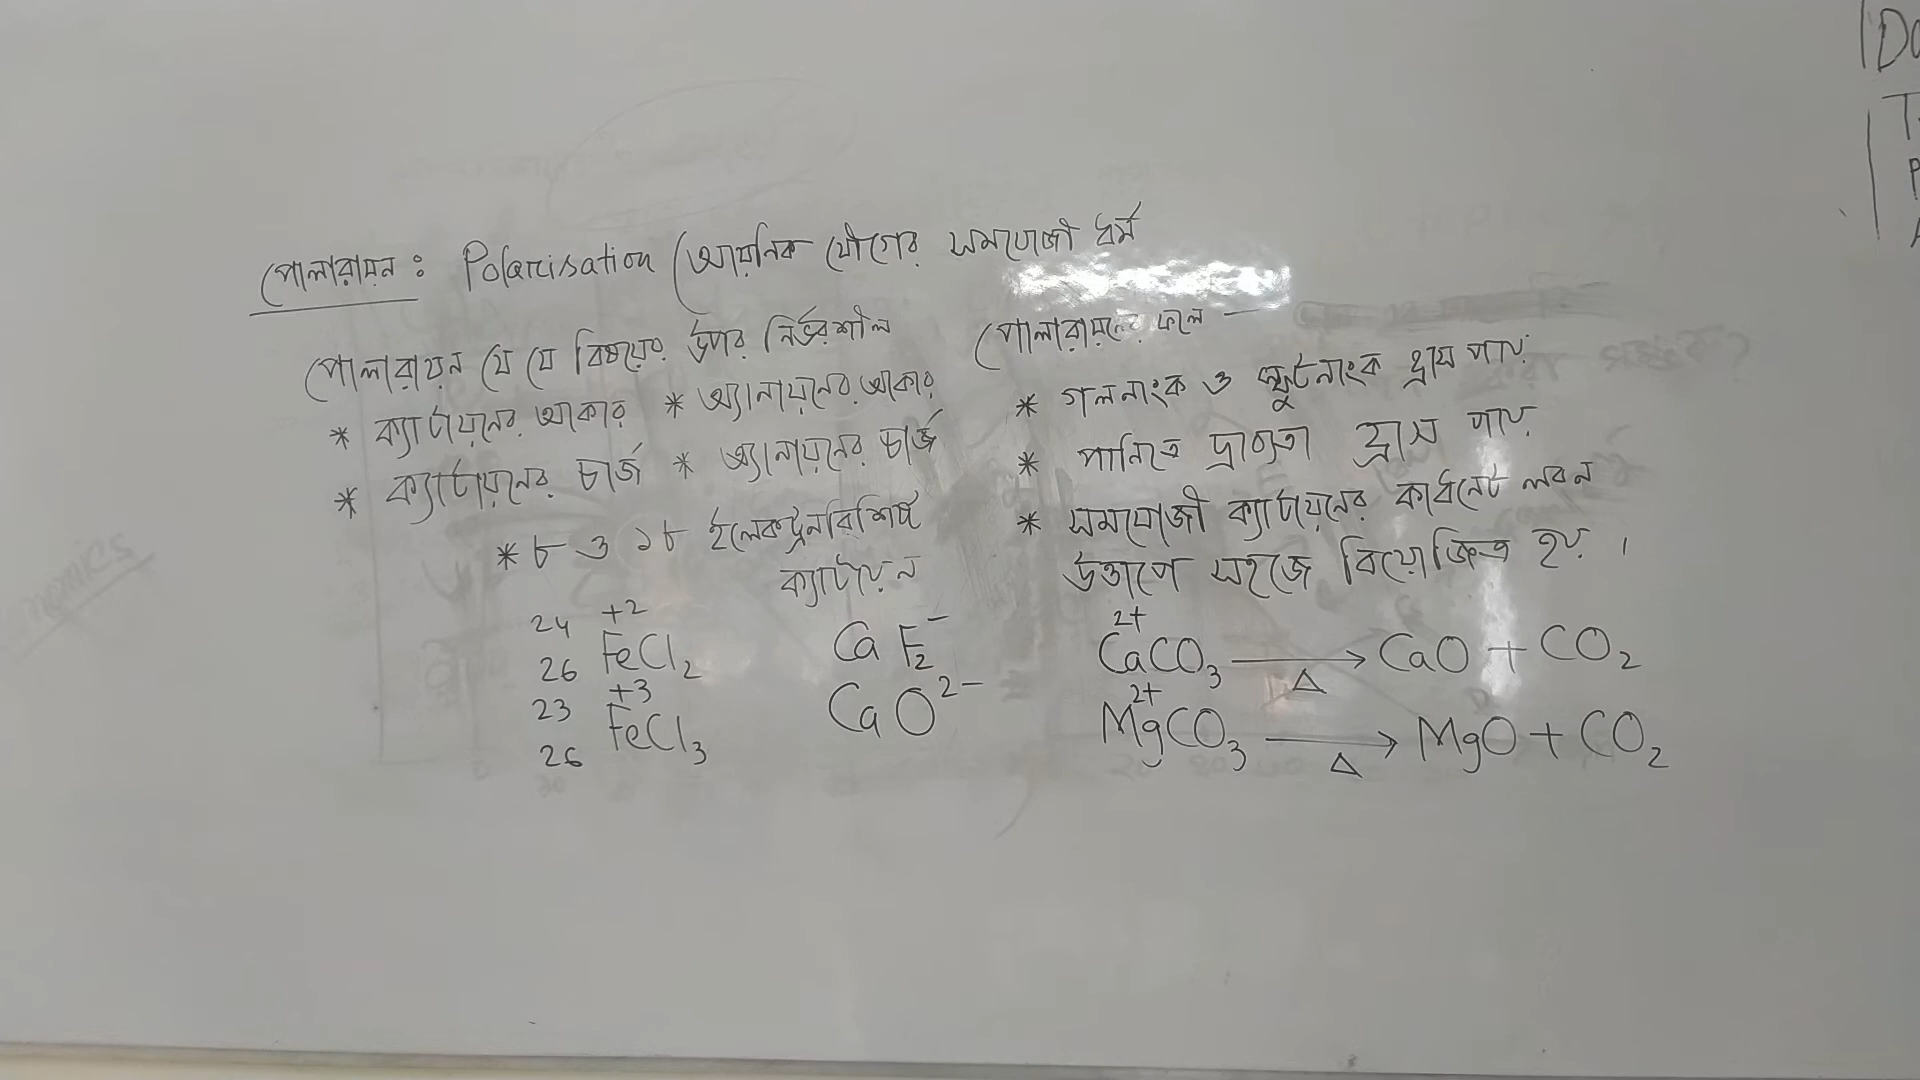 পোলারায়ন : Polarisation (আয়নিক যৌগের সমযোজী ধর্ম
পোলারায়ন যে যে বিষয়ের উপর নির্ভরশীল
* ক্যাটায়নের আকার * অ্যানায়নের আকার
* ক্যাটায়নের চার্জ * অ্যানায়নের চার্জ
* ৮ ও ১৮ ইলেকট্রনবিশিষ্ট
ক্যাটায়ন
24 +2
26 FeCl₂
23 +3
26 FeCl₃
CaF₂⁻
CaO²⁻
পোলারায়নের ফলে —
* গলনাংক ও স্ফুটনাংক হ্রাস পায়
* পানিতে দ্রাব্যতা হ্রাস পায়
* সমযোজী ক্যাটায়নের কার্বনেট লবন
উত্তাপে সহজে বিয়োজিত হয় ।
2+
CaCO₃ ⟶ CaO + CO₂
Δ
2+
MgCO₃ ⟶ MgO + CO₂
Δ
nomics